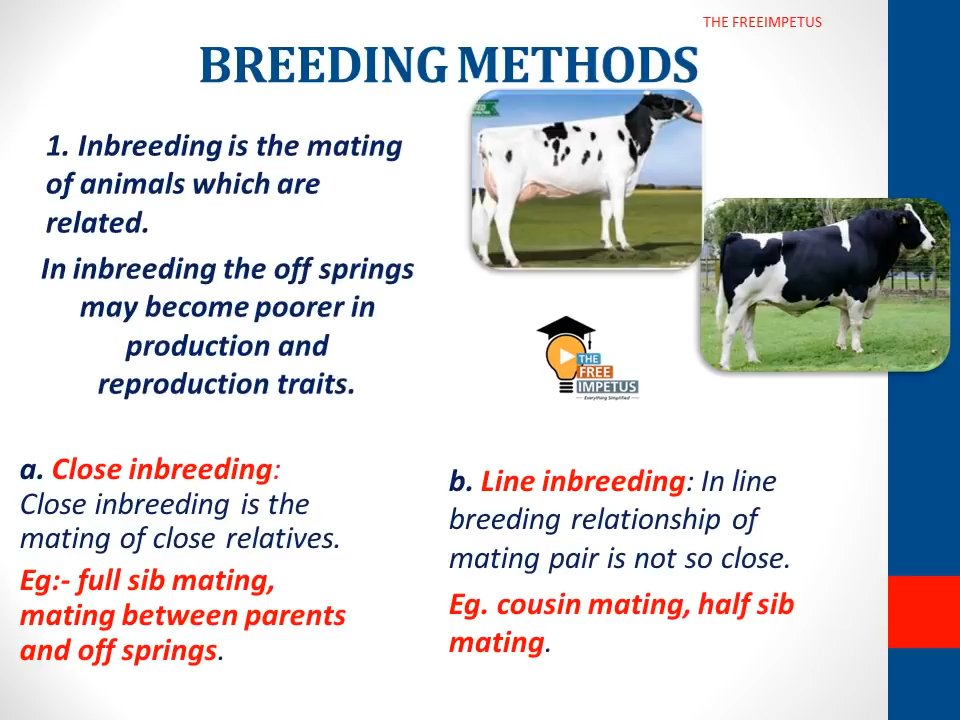 THE FREEIMPETUS
BREEDING METHODS
1. Inbreeding is the mating
of animals which are
related.
In inbreeding the off springs
may become poorer in
production and
reproduction traits.
THE
FREE
IMPETUS
Everything Simplified
a. Close inbreeding:
Close inbreeding is the
mating of close relatives.
Eg:- full sib mating,
mating between parents
and off springs.
b. Line inbreeding: In line
breeding relationship of
mating pair is not so close.
Eg. cousin mating, half sib
mating.